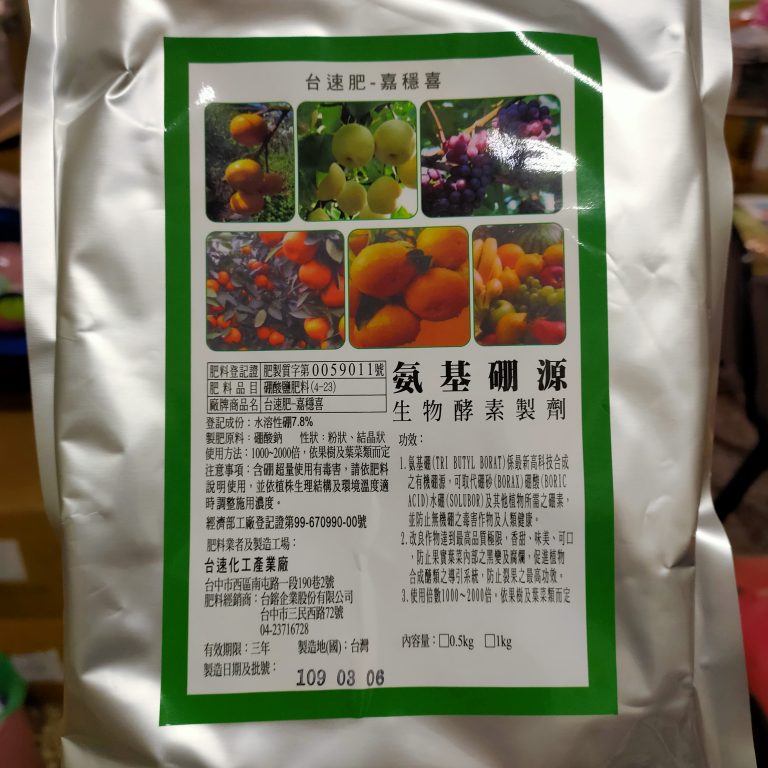 台速肥-嘉穩喜
肥料登記證 肥製質字第0059011號
肥料品目 硼酸鹽肥料(4-23)
廠牌商品名 台速肥-嘉穩喜
登記成份：水溶性硼7.8%
製肥原料：硼酸鈉 性狀：粉狀、結晶狀
使用方法：1000~2000倍，依果樹及葉菜類而定
注意事項：含硼超量使用有毒害，請依肥料
說明使用，並依植株生理結構及環境溫度適
時調整施用濃度。
經濟部工廠登記證第99-670990-00號
肥料業者及製造工場：
台速化工產業廠
台中市西區南屯路一段190巷2號
肥料經銷商：台鎔企業股份有限公司
台中市三民西路72號
04-23716728
有效期限：三年 製造地(國)：台灣
製造日期及批號：
109 03 06
氨基硼源
生物酵素製劑
功效：
1.氨基硼(TRI BUTYL BORAT)係最新高科技合成
之有機硼源，可取代硼砂(BORAX)硼酸(BORIC
ACID)水硼(SOLUBOR)及其他植物所需之硼素，
並防止無機硼之毒害作物及人類健康。
2.改良作物達到最高品質極限，香甜、味美、可口
，防止果實葉菜內部之黑變及腐爛，促進植物
合成醣類之導引系統，防止裂果之最高功效。
3.使用倍數1000~2000倍，依果樹及葉菜類而定
內容量：□0.5kg □1kg